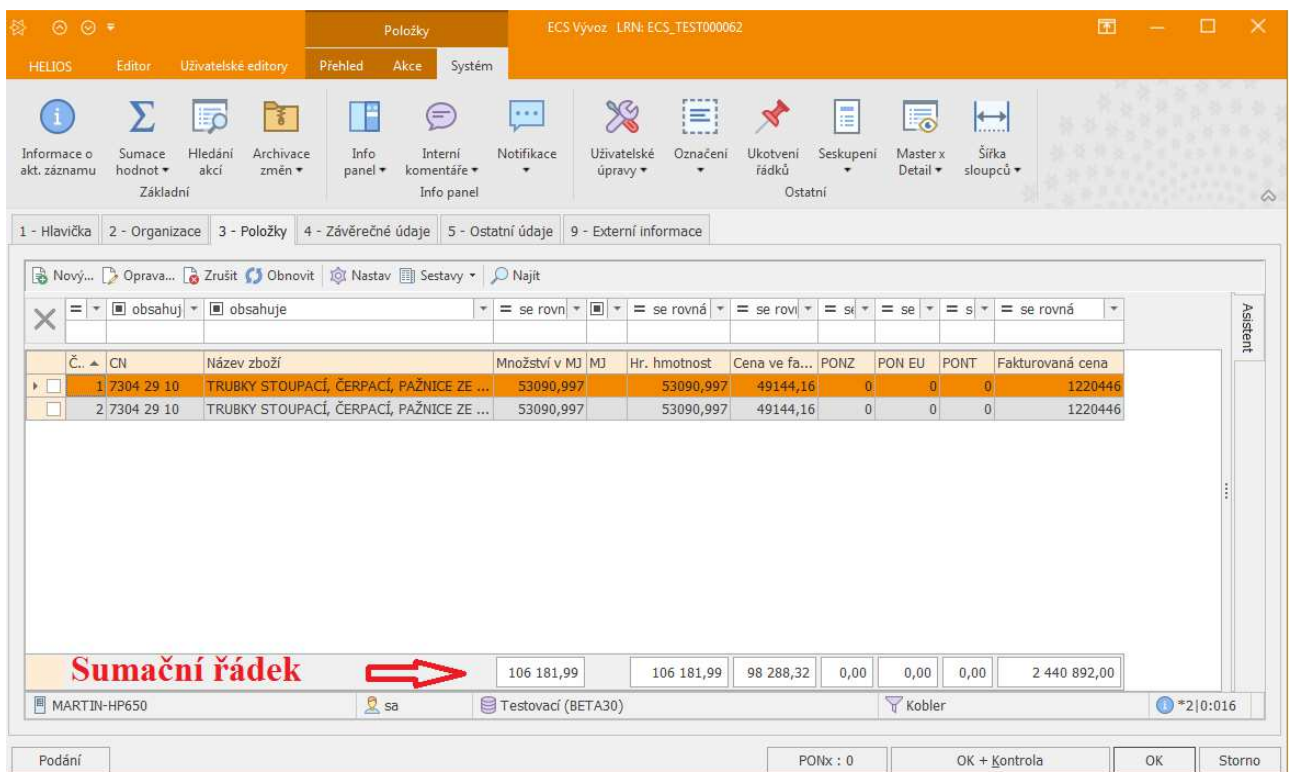 Položky ECS Vývoz LRN: ECS_TEST000062
HELIOS Editor Uživatelské editory Přehled Akce Systém
Informace o akt. záznamu
Sumace hodnot
Hledání akcí
Archivace změn
Info panel
Interní komentáře
Notifikace
Uživatelské úpravy
Označení
Ukotvení řádků
Seskupení
Master x Detail
Šířka sloupců
Základní Info panel Ostatní
1 - Hlavička 2 - Organizace 3 - Položky 4 - Závěrečné údaje 5 - Ostatní údaje 9 - Externí informace
Nový... Oprava... Zrušit Obnovit Nastav Sestavy Najít
= obsahuj obsahuje = se rovn = se rovná = se rovi = se = se = s = se rovná
Asistent
Č.. CN Název zboží Množství v MJ MJ Hr. hmotnost Cena ve fa... PONZ PON EU PONT Fakturovaná cena
1 7304 29 10 TRUBKY STOUPACÍ, ČERPACÍ, PAŽNICE ZE ... 53090,997 53090,997 49144,16 0 0 0 1220446
2 7304 29 10 TRUBKY STOUPACÍ, ČERPACÍ, PAŽNICE ZE ... 53090,997 53090,997 49144,16 0 0 0 1220446
Sumační řádek 106 181,99 106 181,99 98 288,32 0,00 0,00 0,00 2 440 892,00
MARTIN-HP650 sa Testovací (BETA30) Kobler *2|0:016
Podání PONx : 0 OK + Kontrola OK Storno